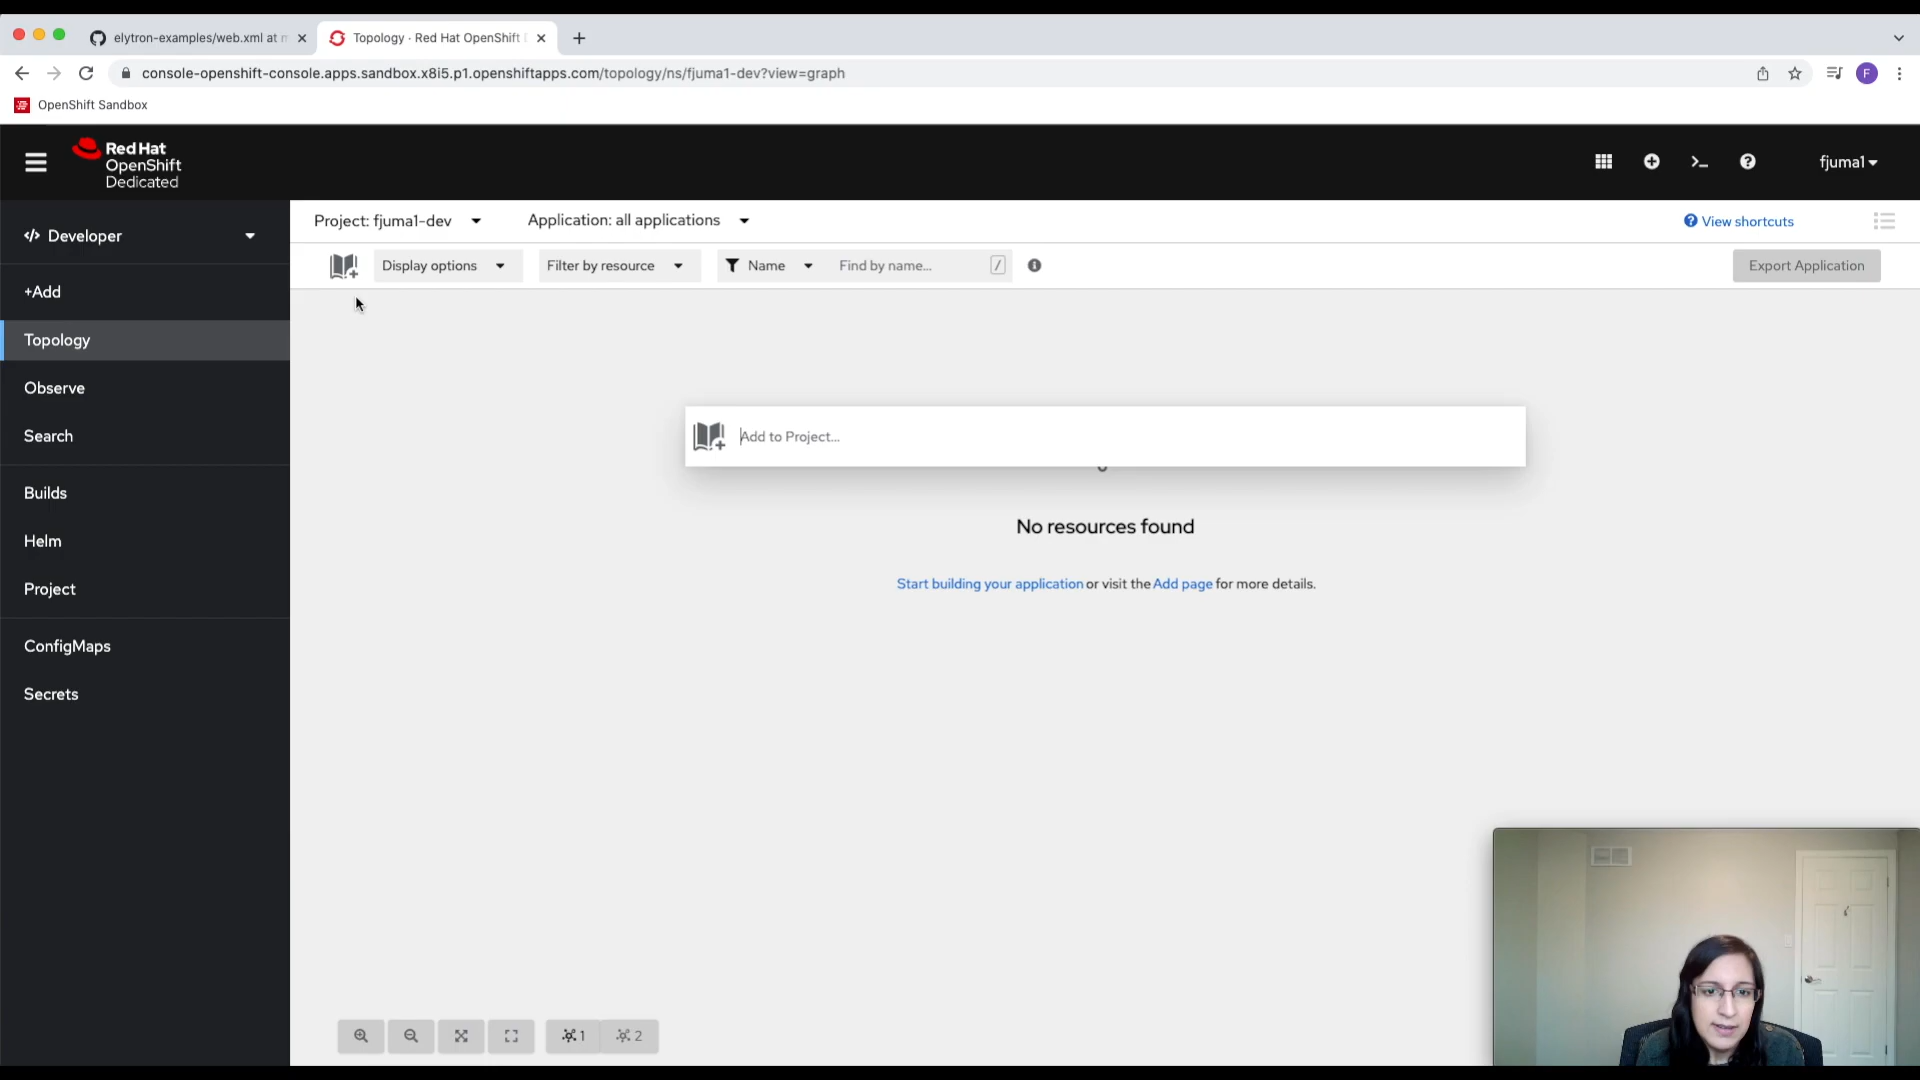 elytron-examples/web.xml at m
Topology · Red Hat OpenShift
console-openshift-console.apps.sandbox.x8i5.p1.openshiftapps.com/topology/ns/fjuma1-dev?view=graph
F
OpenShift Sandbox
Red Hat
OpenShift
Dedicated
fjuma1
Developer
+Add
Topology
Observe
Search
Builds
Helm
Project
ConfigMaps
Secrets
Project: fjuma1-dev
Application: all applications
View shortcuts
Display options
Filter by resource
Name
Find by name...
/
Export Application
Add to Project...
No resources found
Start building your application or visit the Add page for more details.
1
2